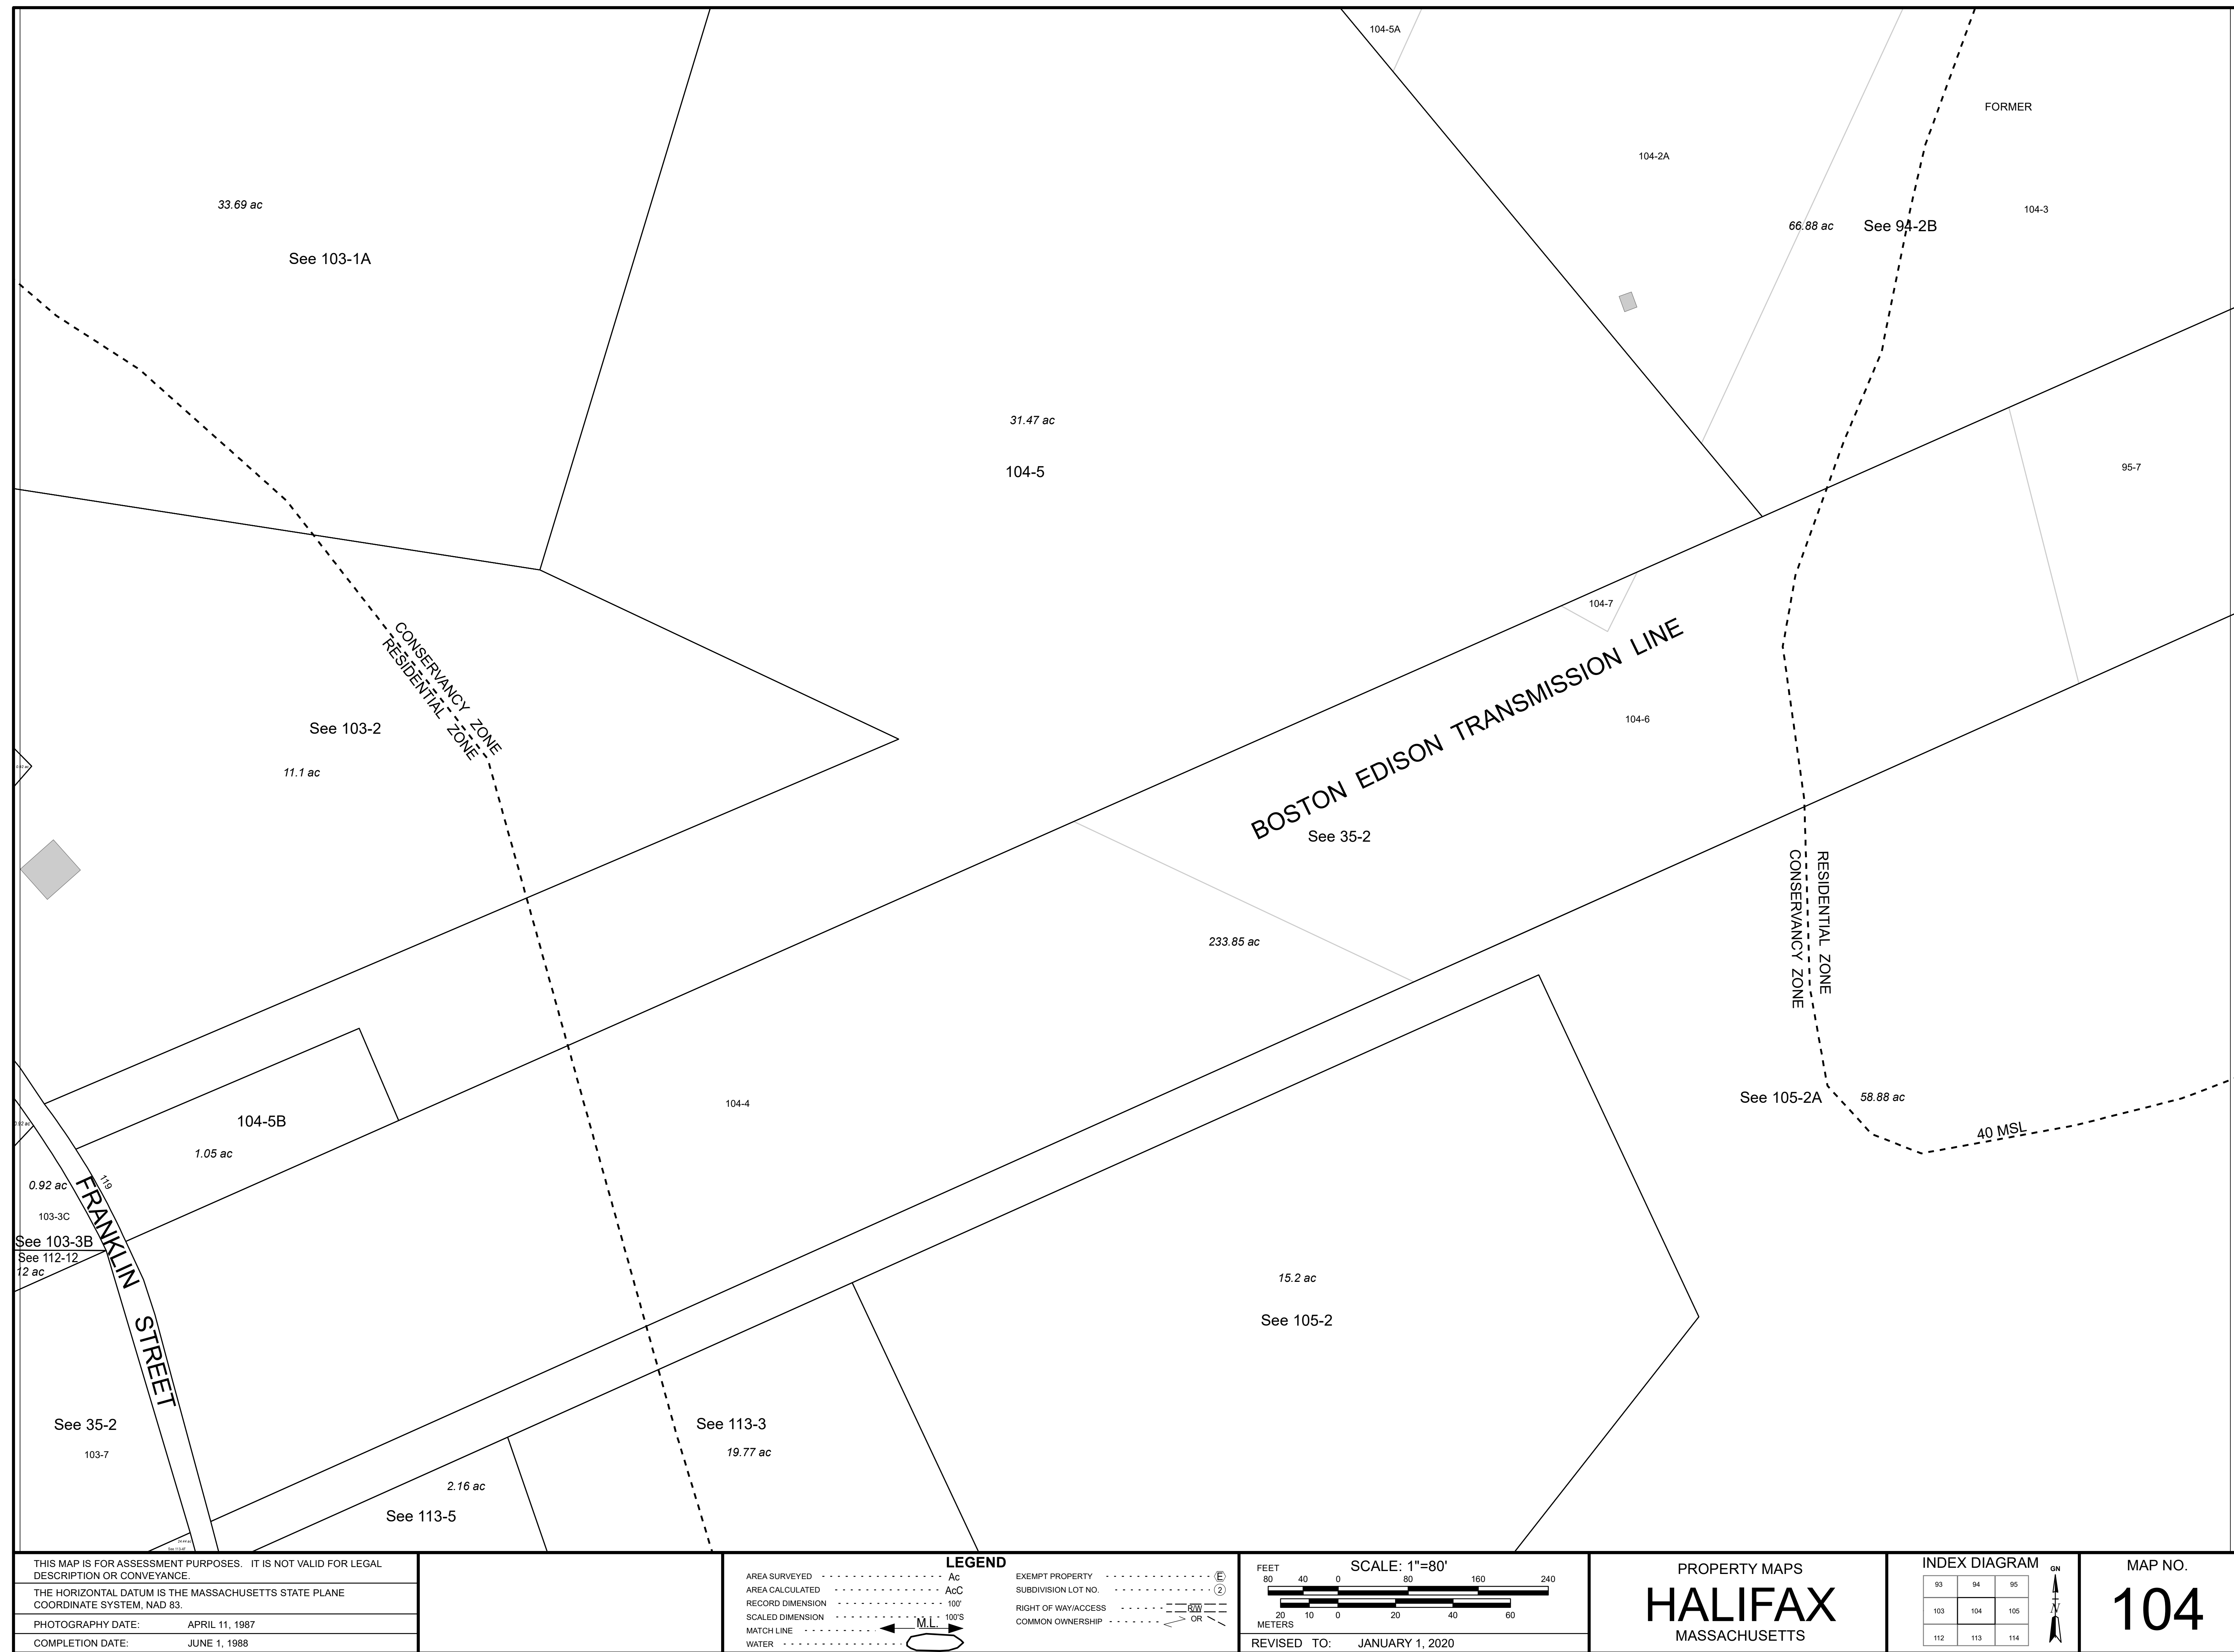 104-5A
FORMER
104-2A
33.69 ac
104-3
66.88 ac
See 94-2B
See 103-1A
31.47 ac
104-5
95-7
104-7
CONSERVANCY ZONE
RESIDENTIAL ZONE
BOSTON EDISON TRANSMISSION LINE
104-6
See 103-2
11.1 ac
See 35-2
RESIDENTIAL ZONE
CONSERVANCY ZONE
233.85 ac
See 105-2A
58.88 ac
40 MSL
104-4
104-5B
1.05 ac
119
0.92 ac
103-3C
FRANKLIN STREET
See 103-3B
See 112-12
12 ac
15.2 ac
See 105-2
See 35-2
103-7
See 113-3
19.77 ac
2.16 ac
See 113-5
THIS MAP IS FOR ASSESSMENT PURPOSES. IT IS NOT VALID FOR LEGAL
DESCRIPTION OR CONVEYANCE.
THE HORIZONTAL DATUM IS THE MASSACHUSETTS STATE PLANE
COORDINATE SYSTEM, NAD 83.
PHOTOGRAPHY DATE: APRIL 11, 1987
COMPLETION DATE: JUNE 1, 1988
LEGEND
AREA SURVEYED Ac
AREA CALCULATED AcC
RECORD DIMENSION 100'
SCALED DIMENSION 100'S
MATCH LINE M.L.
WATER
EXEMPT PROPERTY E
SUBDIVISION LOT NO. 2
RIGHT OF WAY/ACCESS R/W
COMMON OWNERSHIP OR
FEET SCALE: 1"=80'
80 40 0 80 160 240
20 10 0 20 40 60
METERS
REVISED TO: JANUARY 1, 2020
PROPERTY MAPS
HALIFAX
MASSACHUSETTS
INDEX DIAGRAM
GN
N
93 94 95
103 104 105
112 113 114
MAP NO.
104